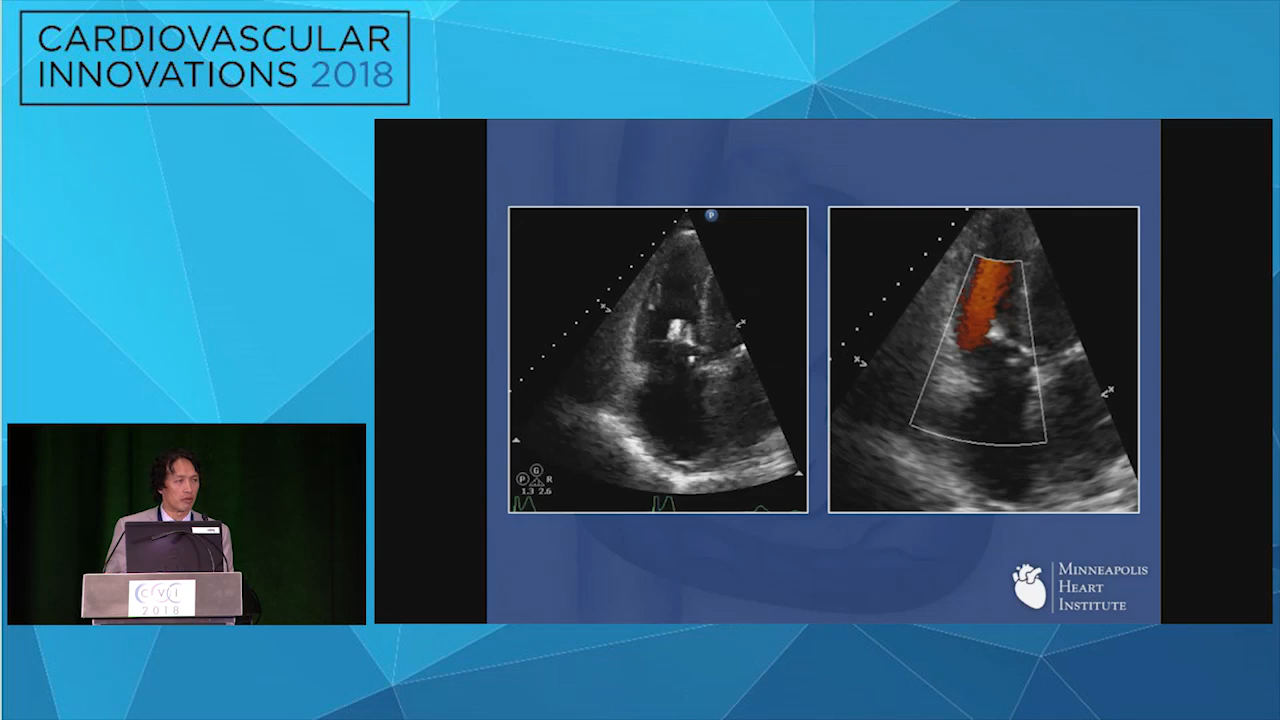 CARDIOVASCULAR
INNOVATIONS 2018
P
G
P R
1.3 2.6
x
x
x
x
MINNEAPOLIS
HEART
INSTITUTE
C V I
2018